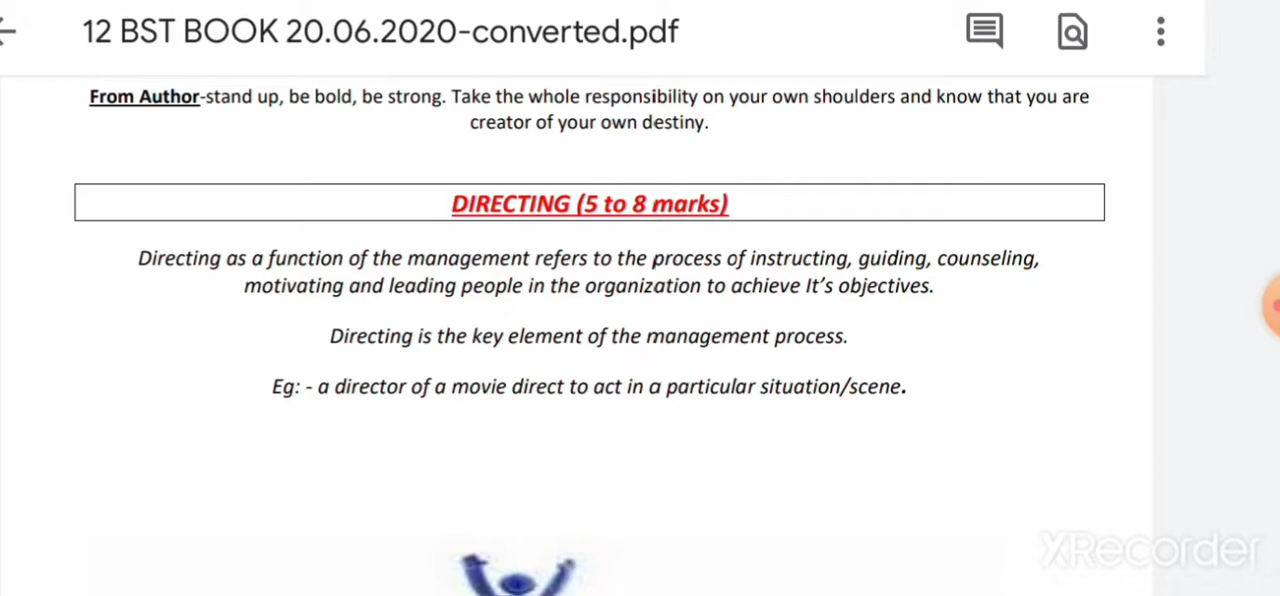 12 BST BOOK 20.06.2020-converted.pdf
From Author-stand up, be bold, be strong. Take the whole responsibility on your own shoulders and know that you are
creator of your own destiny.
DIRECTING (5 to 8 marks)
Directing as a function of the management refers to the process of instructing, guiding, counseling,
motivating and leading people in the organization to achieve It's objectives.
Directing is the key element of the management process.
Eg: - a director of a movie direct to act in a particular situation/scene.
XRecorder